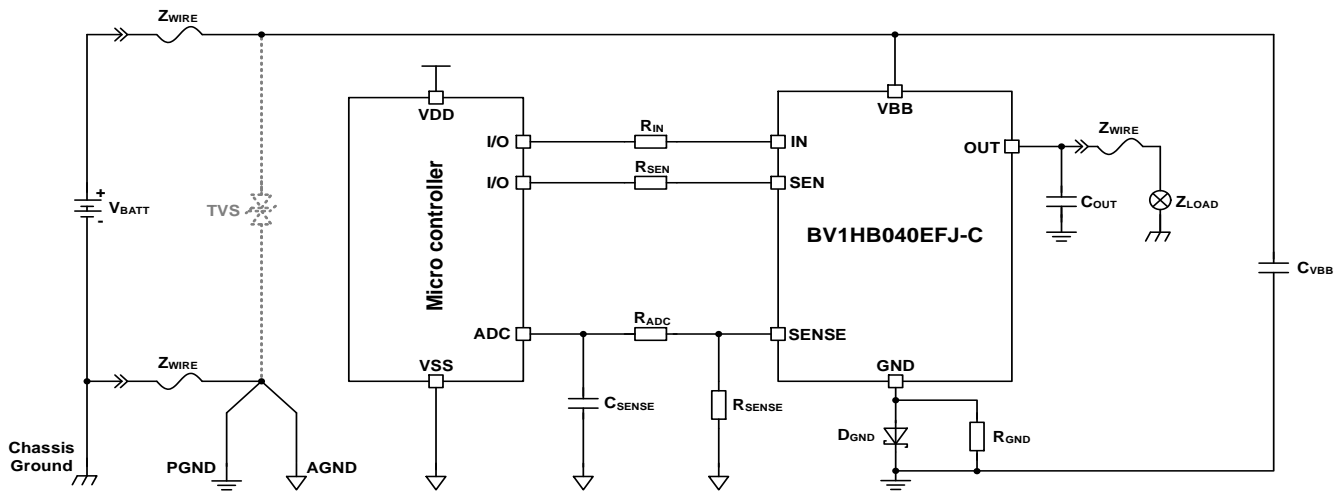 ZWIRE
VDD
VBB
I/O
RIN
IN
OUT
ZWIRE
I/O
RSEN
SEN
+
VBATT
-
TVS
Micro controller
BV1HB040EFJ-C
COUT
ZLOAD
CVBB
ADC
RADC
SENSE
ZWIRE
VSS
GND
CSENSE
RSENSE
DGND
RGND
Chassis
Ground
PGND
AGND